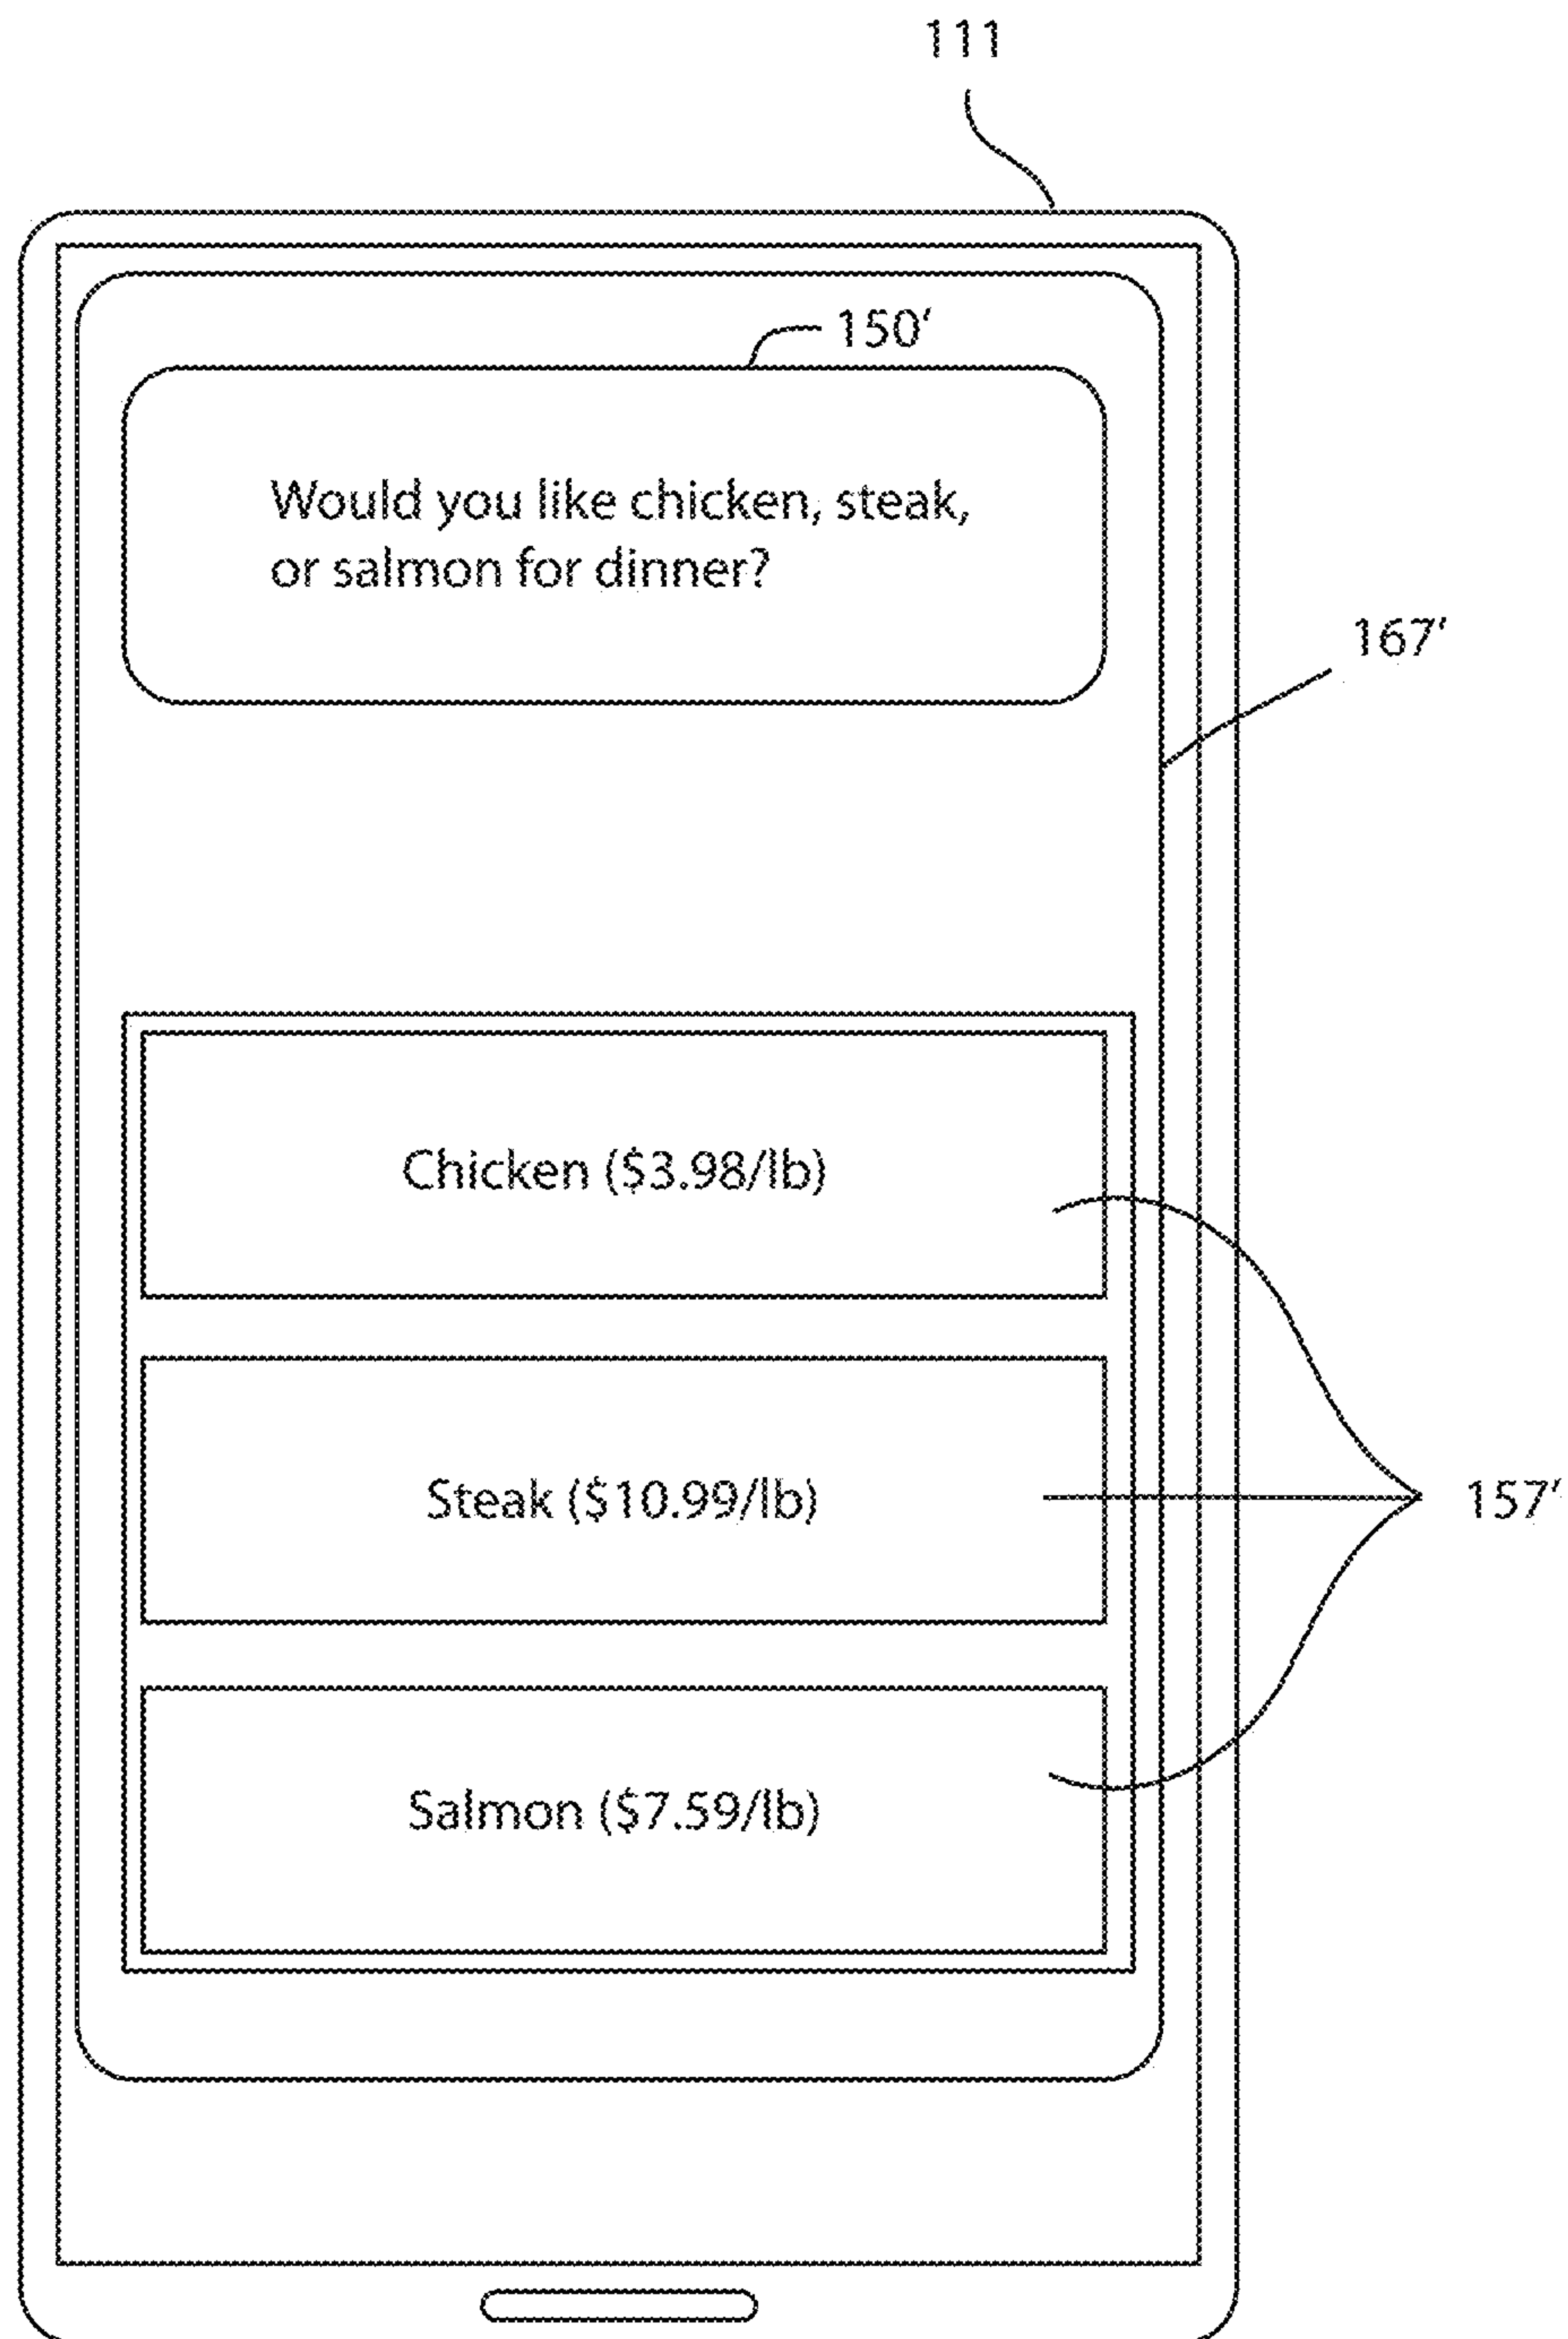 111
150'
Would you like chicken, steak,
or salmon for dinner?
167'
Chicken ($3.98/lb)
Steak ($10.99/lb)
157'
Salmon ($7.59/lb)